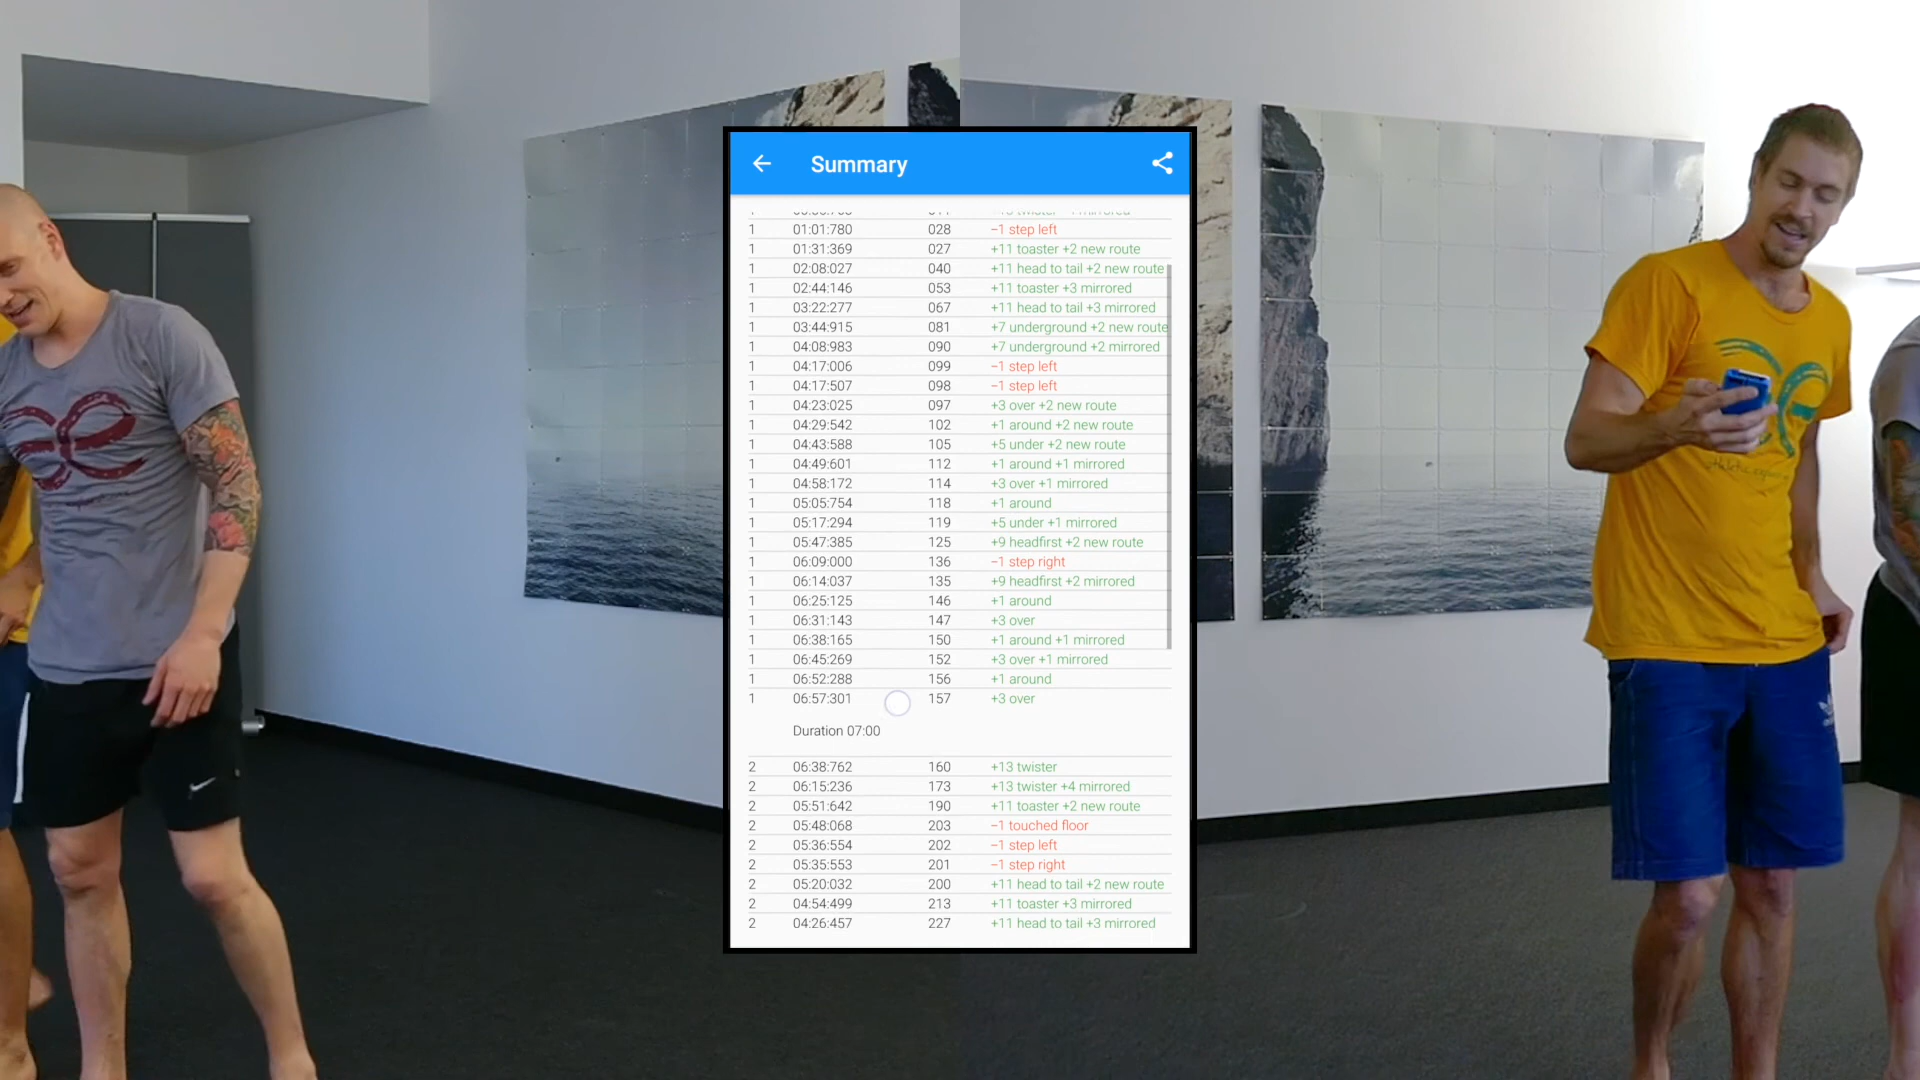 Summary
1 01:01:780 028 –1 step left
1 01:31:369 027 +11 toaster +2 new route
1 02:08:027 040 +11 head to tail +2 new route
1 02:44:146 053 +11 toaster +3 mirrored
1 03:22:277 067 +11 head to tail +3 mirrored
1 03:44:915 081 +7 underground +2 new route
1 04:08:983 090 +7 underground +2 mirrored
1 04:17:006 099 –1 step left
1 04:17:507 098 –1 step left
1 04:23:025 097 +3 over +2 new route
1 04:29:542 102 +1 around +2 new route
1 04:43:588 105 +5 under +2 new route
1 04:49:601 112 +1 around +1 mirrored
1 04:58:172 114 +3 over +1 mirrored
1 05:05:754 118 +1 around
1 05:17:294 119 +5 under +1 mirrored
1 05:47:385 125 +9 headfirst +2 new route
1 06:09:000 136 –1 step right
1 06:14:037 135 +9 headfirst +2 mirrored
1 06:25:125 146 +1 around
1 06:31:143 147 +3 over
1 06:38:165 150 +1 around +1 mirrored
1 06:45:269 152 +3 over +1 mirrored
1 06:52:288 156 +1 around
1 06:57:301 157 +3 over
Duration 07:00
2 06:38:762 160 +13 twister
2 06:15:236 173 +13 twister +4 mirrored
2 05:51:642 190 +11 toaster +2 new route
2 05:48:068 203 –1 touched floor
2 05:36:554 202 –1 step left
2 05:35:553 201 –1 step right
2 05:20:032 200 +11 head to tail +2 new route
2 04:54:499 213 +11 toaster +3 mirrored
2 04:26:457 227 +11 head to tail +3 mirrored